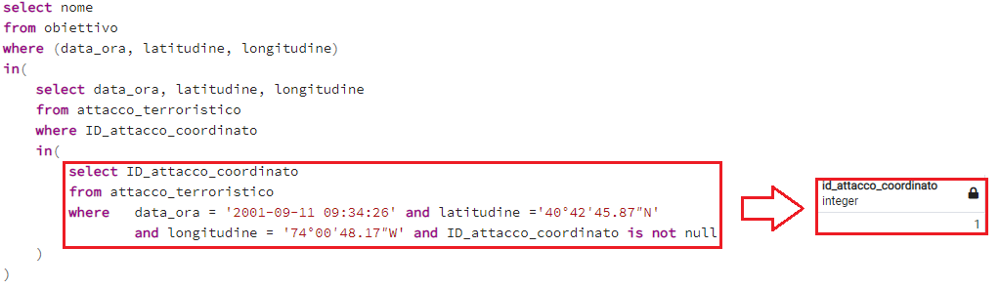 select nome
from obiettivo
where (data_ora, latitudine, longitudine)
in(
select data_ora, latitudine, longitudine
from attacco_terroristico
where ID_attacco_coordinato
in(
select ID_attacco_coordinato
from attacco_terroristico
where data_ora = '2001-09-11 09:34:26' and latitudine ='40°42'45.87"N'
and longitudine = '74°00'48.17"W' and ID_attacco_coordinato is not null
)
)
id_attacco_coordinato
integer
1